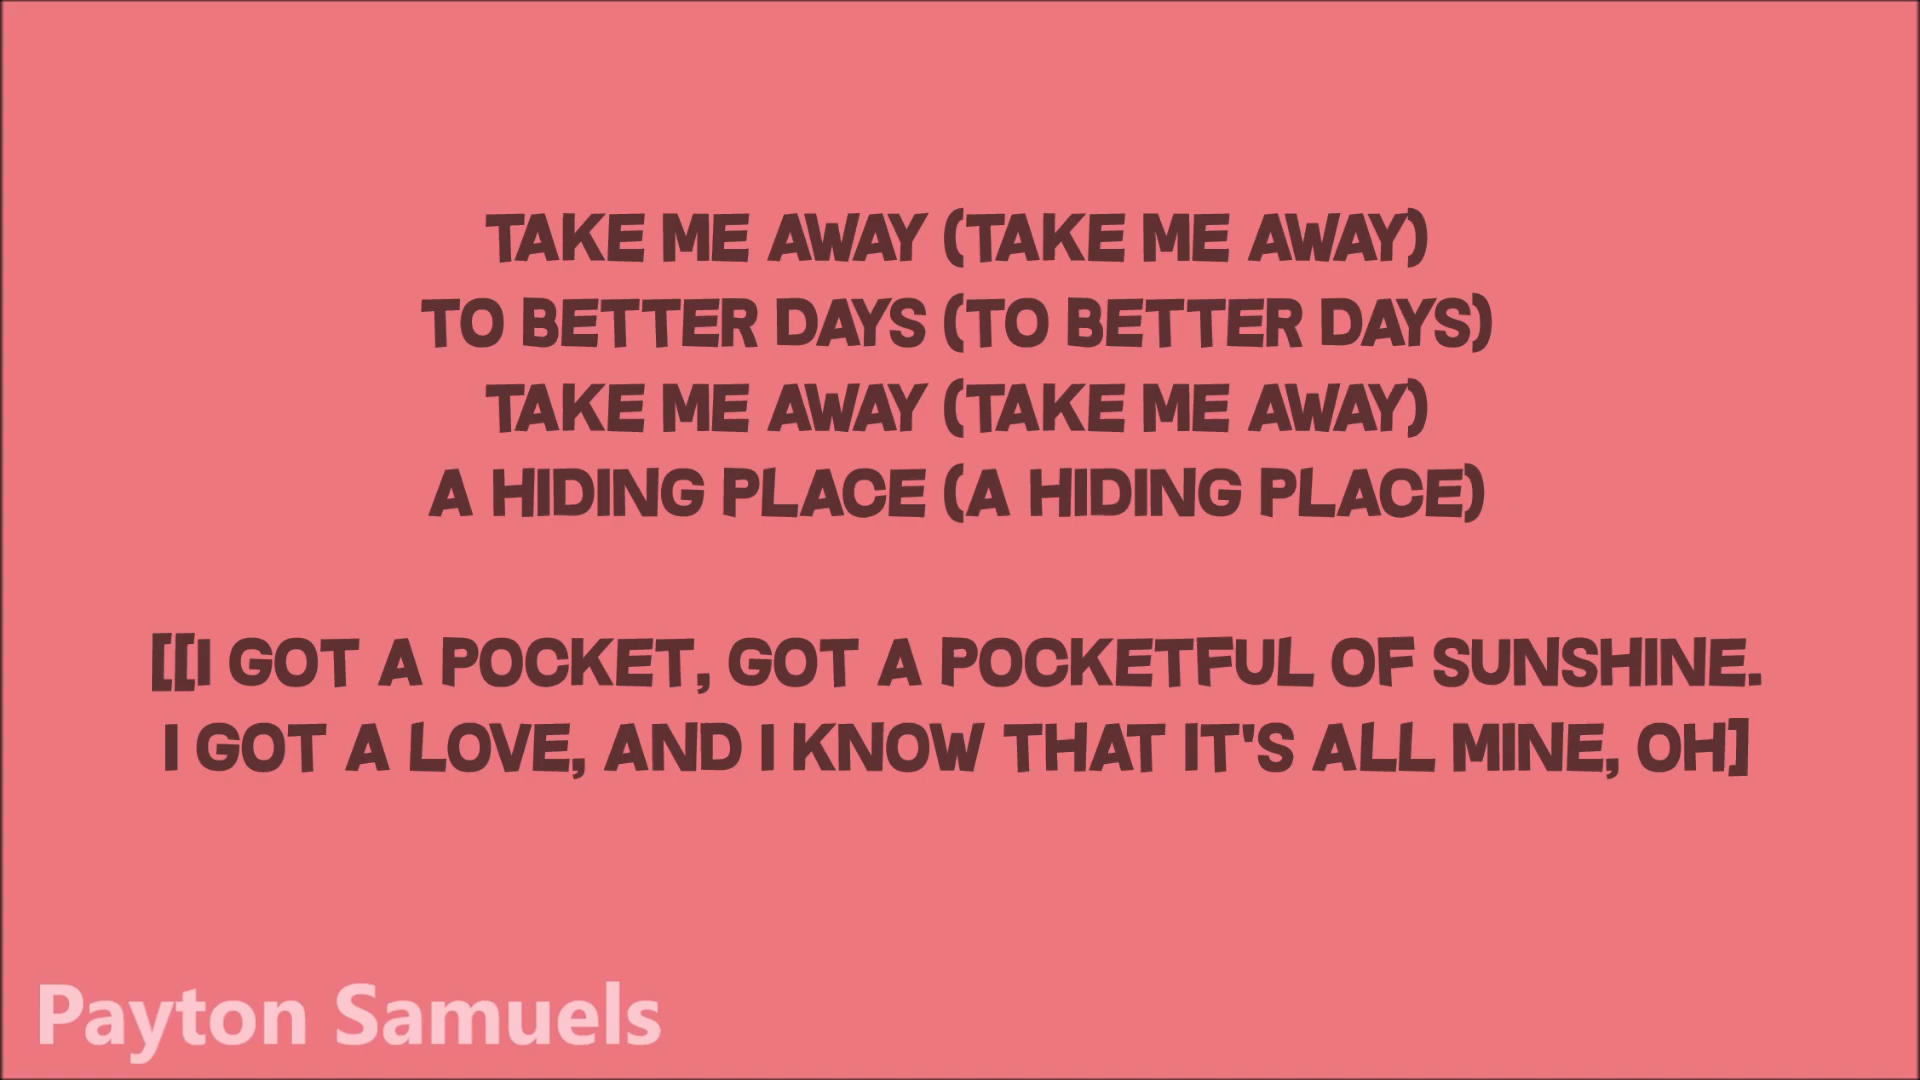 TAKE ME AWAY (TAKE ME AWAY)
TO BETTER DAYS (TO BETTER DAYS)
TAKE ME AWAY (TAKE ME AWAY)
A HIDING PLACE (A HIDING PLACE)
[[I GOT A POCKET, GOT A POCKETFUL OF SUNSHINE.
I GOT A LOVE, AND I KNOW THAT IT'S ALL MINE, OH]
Payton Samuels